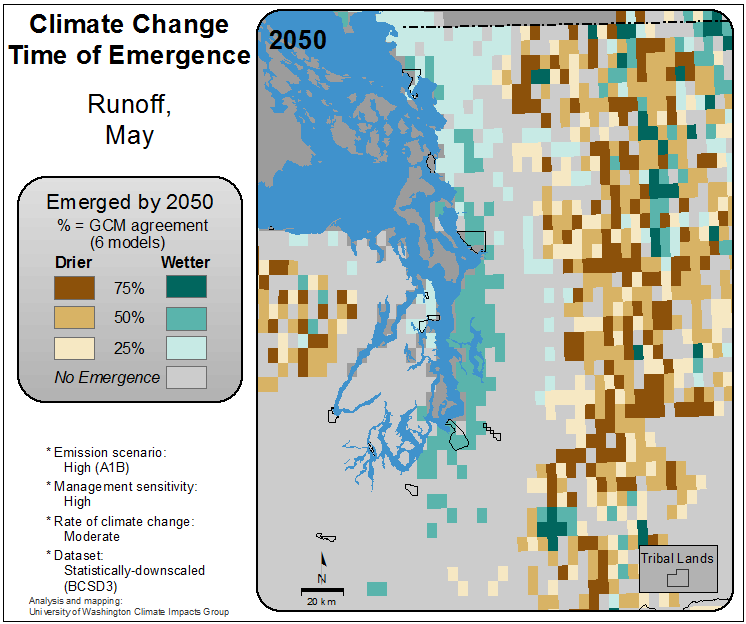 Climate Change
Time of Emergence
Runoff,
May
2050
Emerged by 2050
% = GCM agreement
(6 models)
Drier
Wetter
75%
50%
25%
No Emergence
* Emission scenario:
High (A1B)
* Management sensitivity:
High
* Rate of climate change:
Moderate
* Dataset:
Statistically-downscaled
(BCSD3)
Analysis and mapping:
University of Washington Climate Impacts Group
N
20 km
Tribal Lands